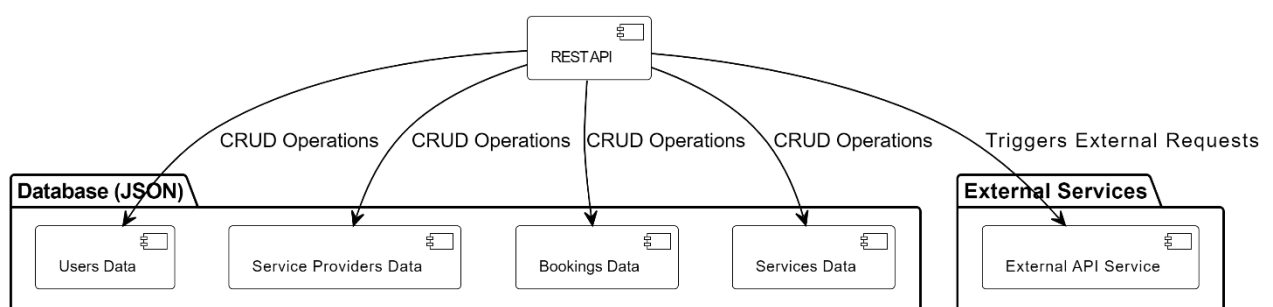 REST API
CRUD Operations CRUD Operations CRUD Operations CRUD Operations Triggers External Requests
Database (JSON) External Services
Users Data Service Providers Data Bookings Data Services Data External API Service